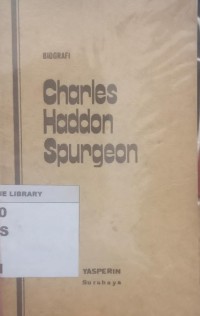 BIOGRAFI
Charles
Haddon
Spurgeon
LIBRARY
0
S
YASPERIN
Surabaya